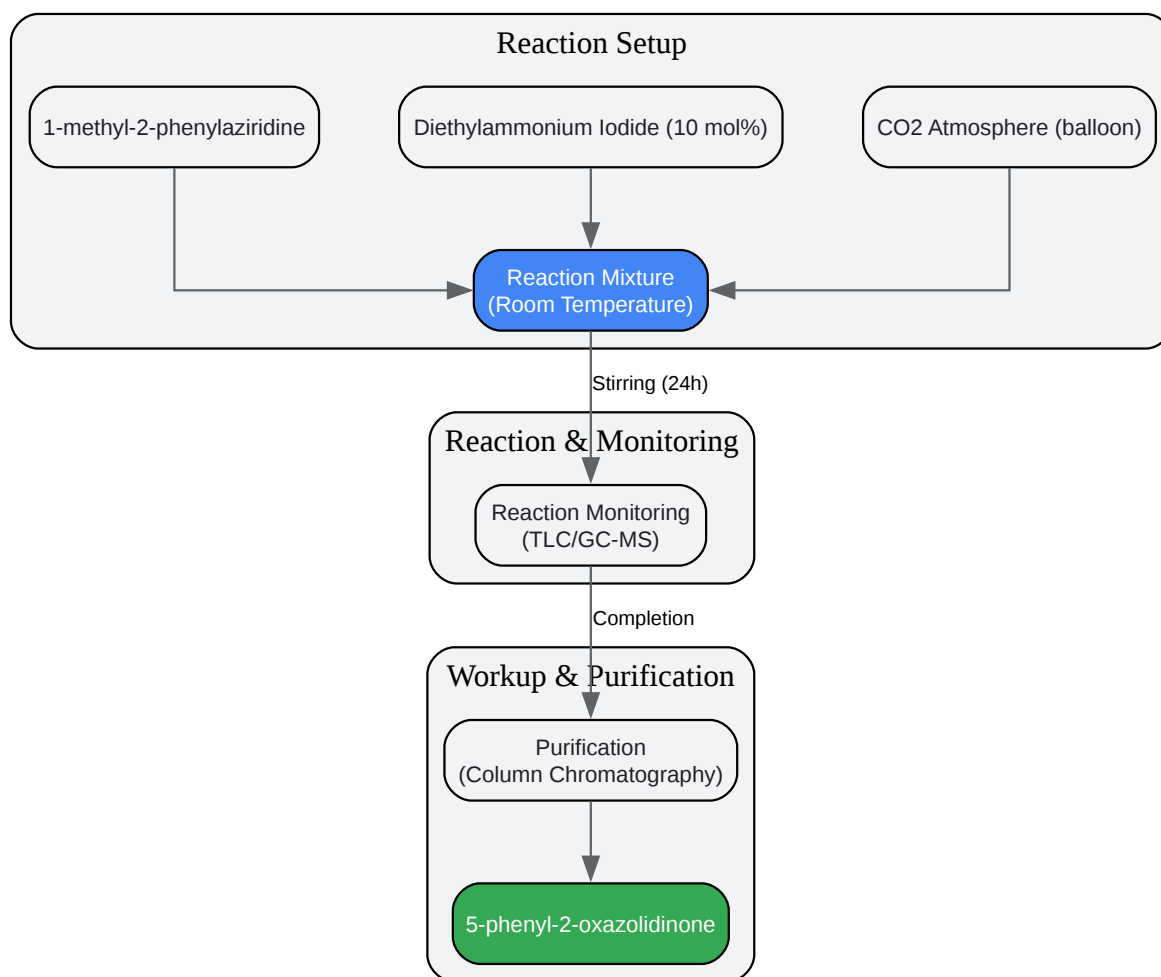 Reaction Setup
1-methyl-2-phenylaziridine
Diethylammonium Iodide (10 mol%)
CO2 Atmosphere (balloon)
Reaction Mixture
(Room Temperature)
Stirring (24h)
Reaction & Monitoring
Reaction Monitoring
(TLC/GC-MS)
Completion
Workup & Purification
Purification
(Column Chromatography)
5-phenyl-2-oxazolidinone